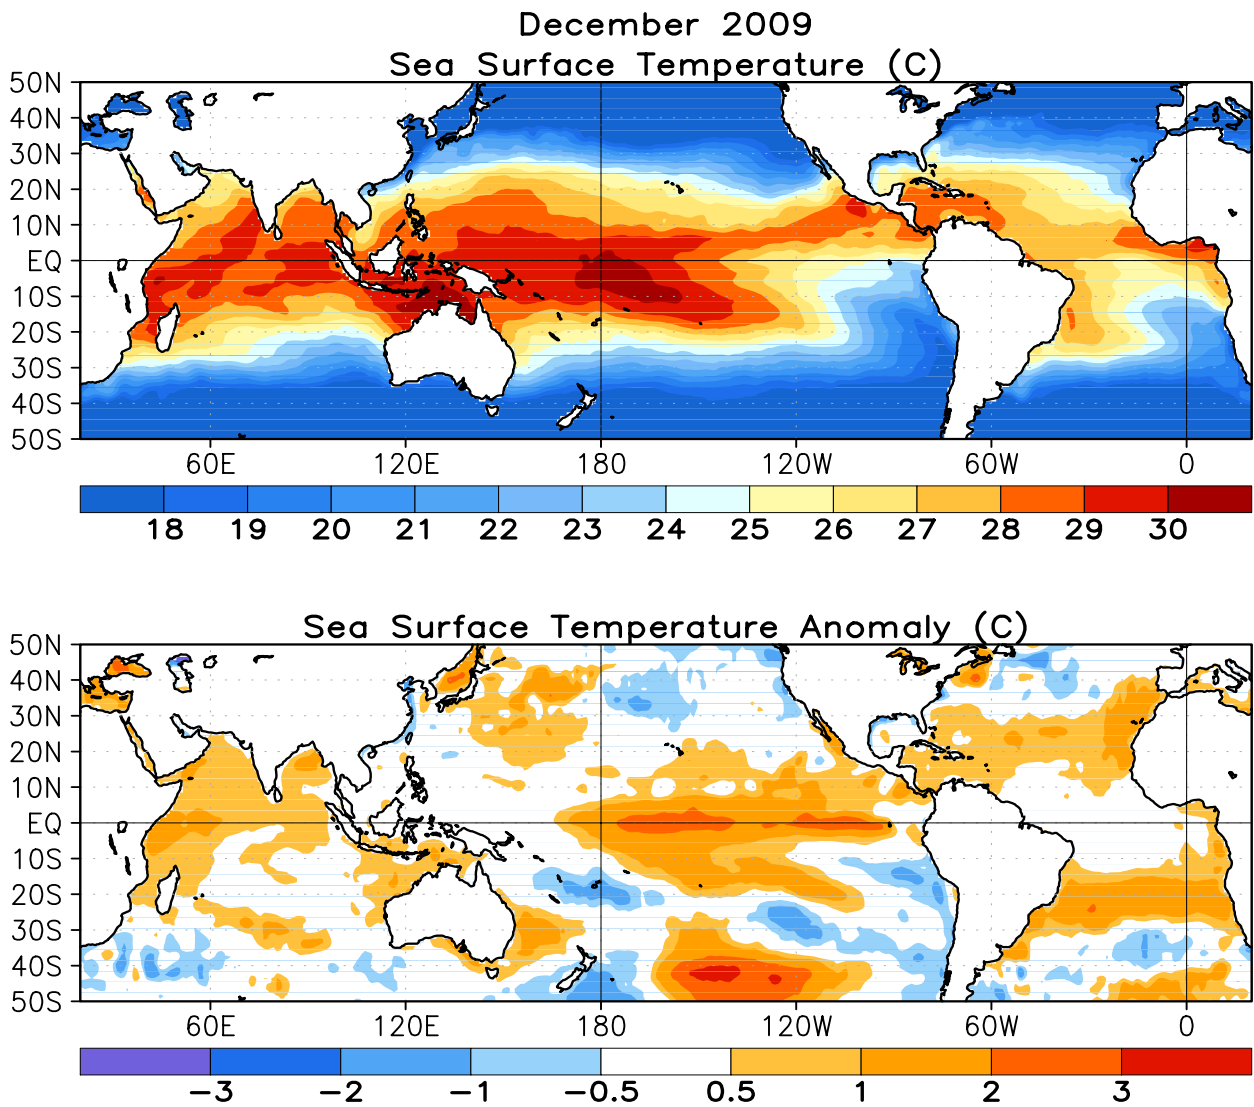 December 2009
Sea Surface Temperature (C)
50N
40N
30N
20N
10N
EQ
10S
20S
30S
40S
50S
60E 120E 180 120W 60W 0
18 19 20 21 22 23 24 25 26 27 28 29 30
Sea Surface Temperature Anomaly (C)
50N
40N
30N
20N
10N
EQ
10S
20S
30S
40S
50S
60E 120E 180 120W 60W 0
-3 -2 -1 -0.5 0.5 1 2 3